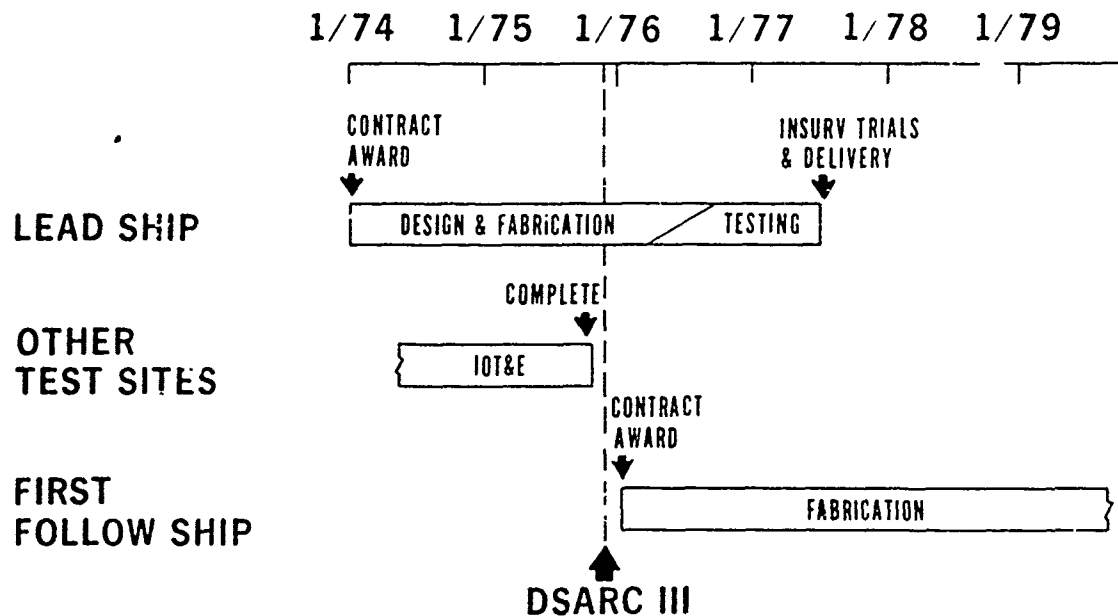 1/74 1/75 1/76 1/77 1/78 1/79
CONTRACT
AWARD
INSURV TRIALS
& DELIVERY
LEAD SHIP
DESIGN & FABRICATION
TESTING
COMPLETE
OTHER
TEST SITES
IOT&E
CONTRACT
AWARD
FIRST
FOLLOW SHIP
FABRICATION
DSARC III